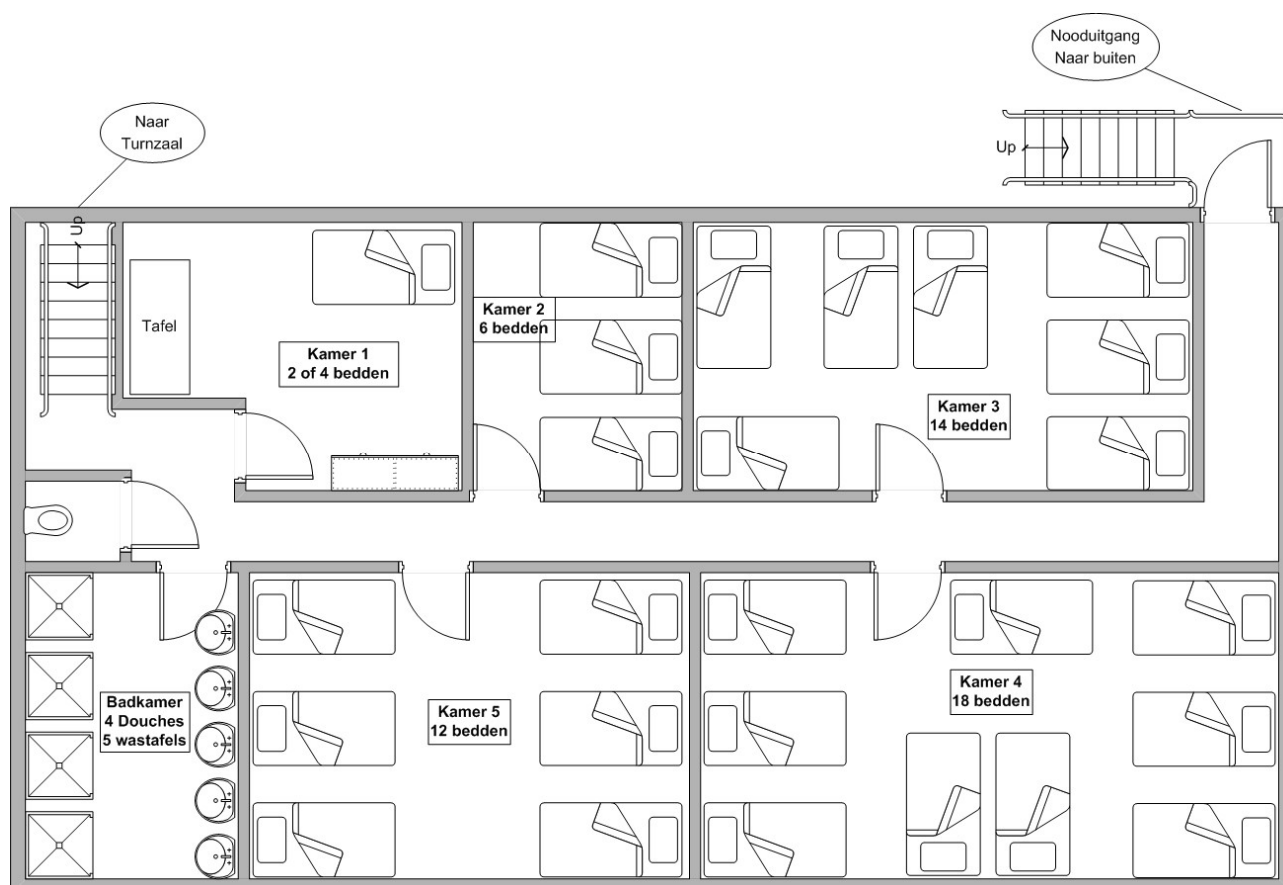 Nooduitgang
Naar buiten
Naar
Turnzaal
Up
Up
Tafel
Kamer 1
2 of 4 bedden
Kamer 2
6 bedden
Kamer 3
14 bedden
Badkamer
4 Douches
5 wastafels
Kamer 5
12 bedden
Kamer 4
18 bedden